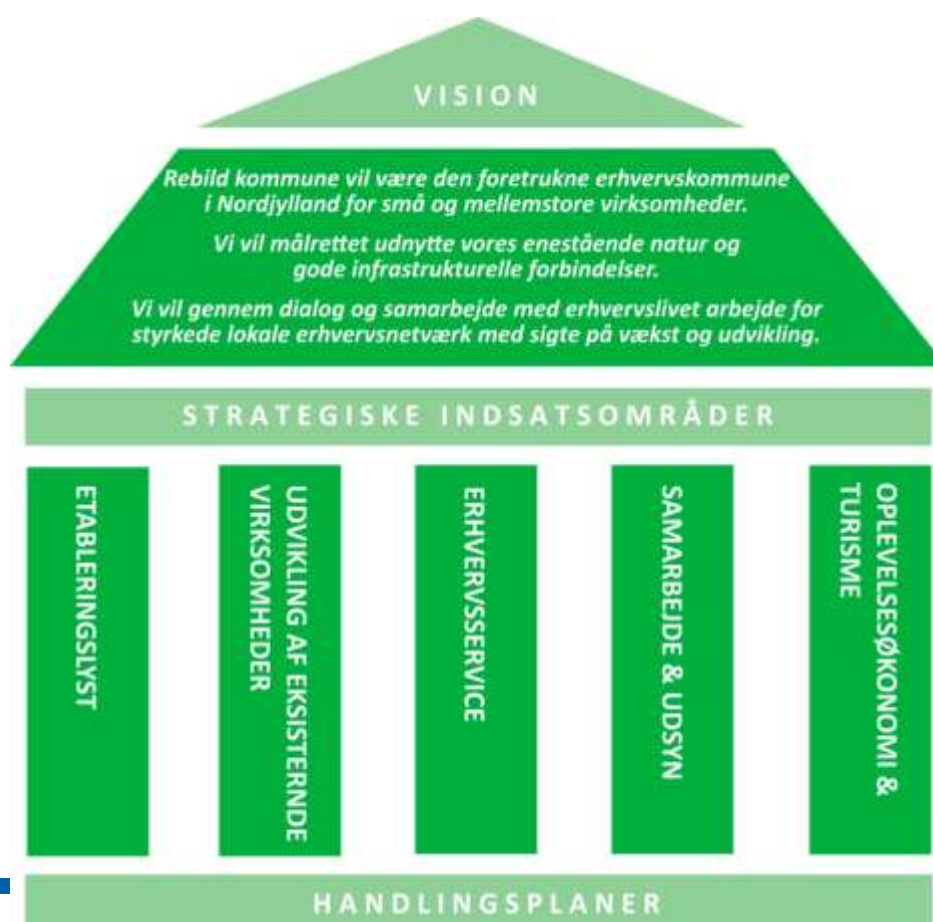 VISION
Rebild kommune vil være den foretrukne erhvervskommune
i Nordjylland for små og mellemstore virksomheder.
Vi vil målrettet udnytte vores enestående natur og
gode infrastrukturelle forbindelser.
Vi vil gennem dialog og samarbejde med erhvervslivet arbejde for
styrkede lokale erhvervsnetværk med sigte på vækst og udvikling.
STRATEGISKE INDSATSOMRÅDER
ETABLERINGSLYST
UDVIKLING AF EKSISTERNDE
VIRKSOMHEDER
ERHVERVSSERVICE
SAMARBEJDE & UDSYN
OPLEVELSESØKONOMI &
TURISME
HANDLINGSPLANER